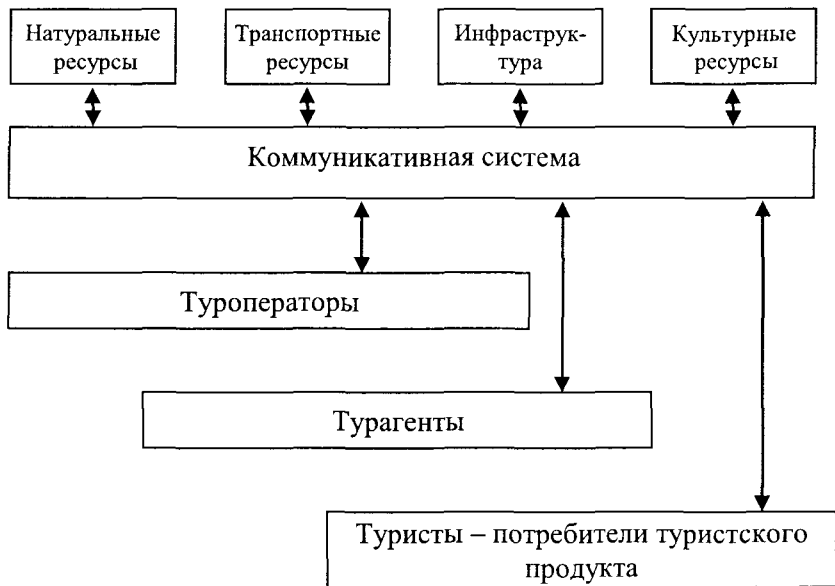 Натуральные
ресурсы
Транспортные
ресурсы
Инфраструк-
тура
Культурные
ресурсы
Коммуникативная система
Туроператоры
Турагенты
Туристы – потребители туристского
продукта